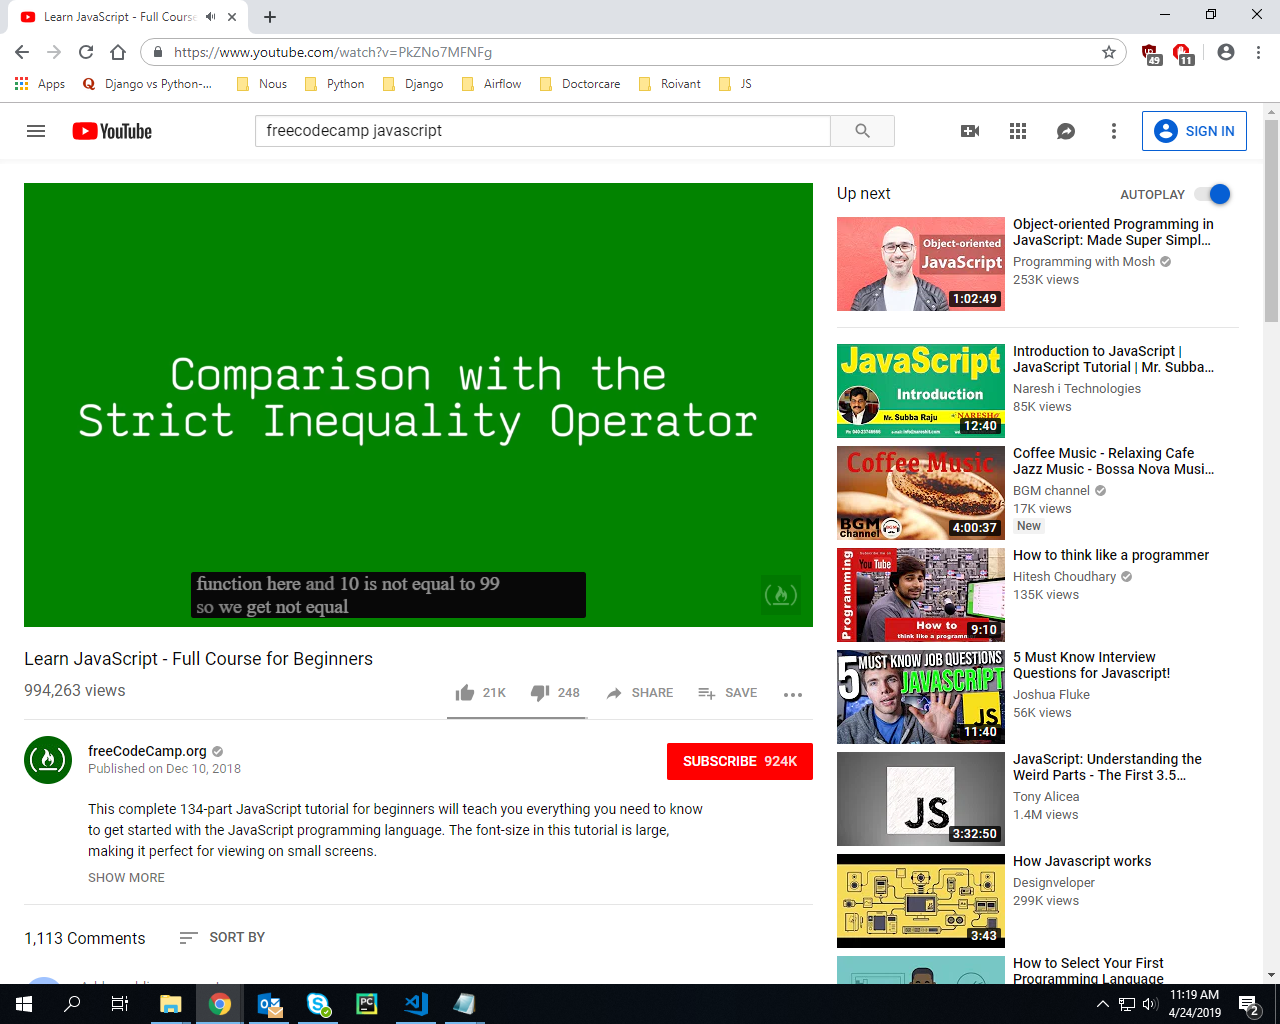 Learn JavaScript - Full Course
https://www.youtube.com/watch?v=PkZNo7MFNFg
49
11
Apps
Django vs Python-...
Nous
Python
Django
Airflow
Doctorcare
Roivant
JS
YouTube
freecodecamp javascript
SIGN IN
Comparison with the
Strict Inequality Operator
function here and 10 is not equal to 99
so we get not equal
Learn JavaScript - Full Course for Beginners
994,263 views
21K
248
SHARE
SAVE
freeCodeCamp.org
Published on Dec 10, 2018
SUBSCRIBE 924K
This complete 134-part JavaScript tutorial for beginners will teach you everything you need to know
to get started with the JavaScript programming language. The font-size in this tutorial is large,
making it perfect for viewing on small screens.
SHOW MORE
1,113 Comments
SORT BY
Up next
AUTOPLAY
Object-oriented
JavaScript
1:02:49
Object-oriented Programming in
JavaScript: Made Super Simpl...
Programming with Mosh
253K views
JavaScript
Introduction
Mr. Subba Raju
12:40
Introduction to JavaScript |
JavaScript Tutorial | Mr. Subba...
Naresh i Technologies
85K views
Coffee Music
BGM
channel
4:00:37
Coffee Music - Relaxing Cafe
Jazz Music - Bossa Nova Musi...
BGM channel
17K views
New
Programming
YouTube
How to
think like a programm
9:10
How to think like a programmer
Hitesh Choudhary
135K views
5 MUST KNOW JOB QUESTIONS
JAVASCRIPT
JS
11:40
5 Must Know Interview
Questions for Javascript!
Joshua Fluke
56K views
JS
3:32:50
JavaScript: Understanding the
Weird Parts - The First 3.5...
Tony Alicea
1.4M views
3:43
How Javascript works
Designveloper
299K views
How to Select Your First
Programming Language
11:19 AM
4/24/2019
2